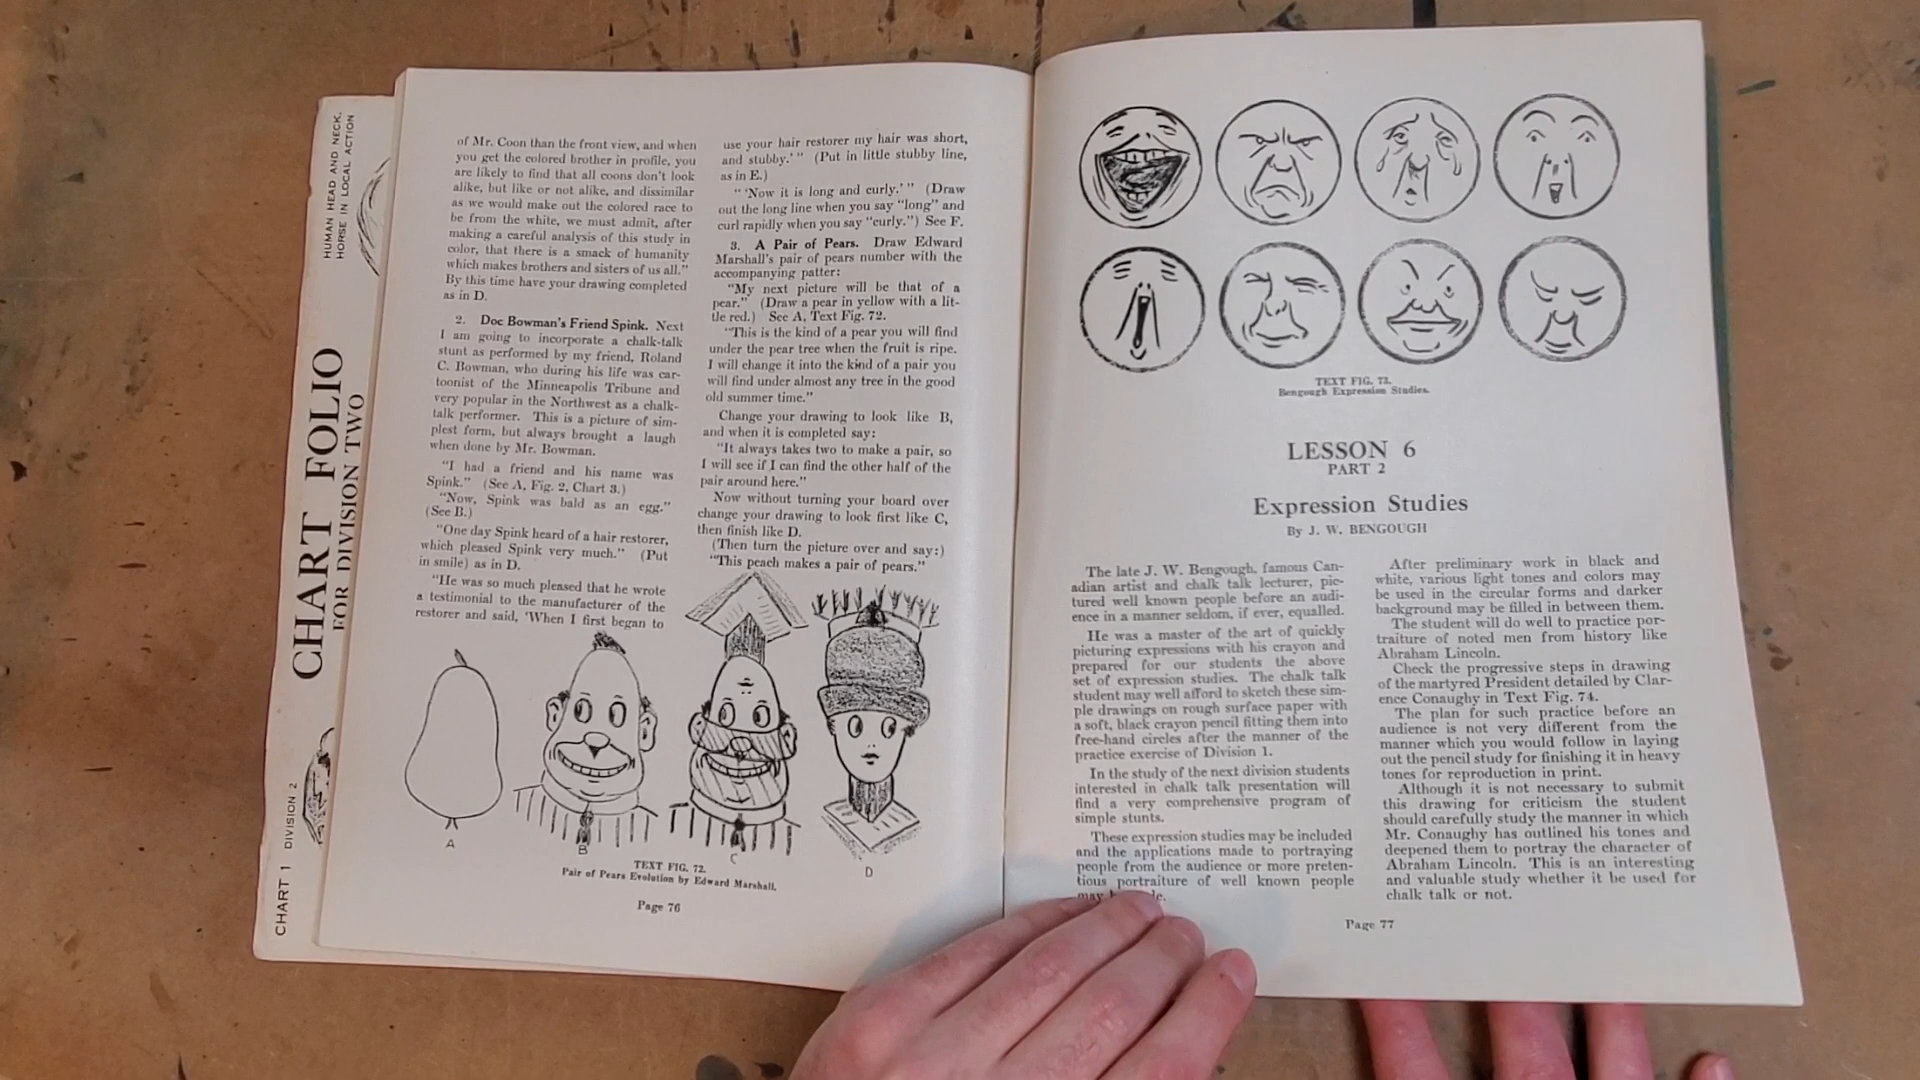 CHART 1 DIVISION 2
CHART FOLIO
FOR DIVISION TWO
HUMAN HEAD AND NECK,
HORSE IN LOCAL ACTION
of Mr. Coon than the front view, and when
you get the colored brother in profile, you
are likely to find that all coons don't look
alike, but like or not alike, and dissimilar
as we would make out the colored race to
be from the white, we must admit, after
making a careful analysis of this study in
color, that there is a smack of humanity
which makes brothers and sisters of us all."
By this time have your drawing completed
as in D.
2. Doc Bowman's Friend Spink. Next
I am going to incorporate a chalk-talk
stunt as performed by my friend, Roland
C. Bowman, who during his life was car-
toonist of the Minneapolis Tribune and
very popular in the Northwest as a chalk-
talk performer. This is a picture of sim-
plest form, but always brought a laugh
when done by Mr. Bowman.
"I had a friend and his name was
Spink." (See A, Fig. 2, Chart 3.)
"Now, Spink was bald as an egg."
(See B.)
"One day Spink heard of a hair restorer,
which pleased Spink very much." (Put
in smile) as in D.
"He was so much pleased that he wrote
a testimonial to the manufacturer of the
restorer and said, 'When I first began to
use your hair restorer my hair was short,
and stubby.' " (Put in little stubby line,
as in E.)
" 'Now it is long and curly.' " (Draw
out the long line when you say "long" and
curl rapidly when you say "curly.") See F.
3. A Pair of Pears. Draw Edward
Marshall's pair of pears number with the
accompanying patter:
"My next picture will be that of a
pear." (Draw a pear in yellow with a lit-
tle red.) See A, Text Fig. 72.
"This is the kind of a pear you will find
under the pear tree when the fruit is ripe.
I will change it into the kind of a pair you
will find under almost any tree in the good
old summer time."
Change your drawing to look like B,
and when it is completed say:
"It always takes two to make a pair, so
I will see if I can find the other half of the
pair around here."
Now without turning your board over
change your drawing to look first like C,
then finish like D.
(Then turn the picture over and say:)
"This peach makes a pair of pears."
A
B
C
D
TEXT FIG. 72.
Pair of Pears Evolution by Edward Marshall.
Page 76
TEXT FIG. 73.
Bengough Expression Studies.
LESSON 6
PART 2
Expression Studies
By J. W. BENGOUGH
The late J. W. Bengough, famous Can-
adian artist and chalk talk lecturer, pic-
tured well known people before an audi-
ence in a manner seldom, if ever, equalled.
He was a master of the art of quickly
picturing expressions with his crayon and
prepared for our students the above
set of expression studies. The chalk talk
student may well afford to sketch these sim-
ple drawings on rough surface paper with
a soft, black crayon pencil fitting them into
free-hand circles after the manner of the
practice exercise of Division 1.
In the study of the next division students
interested in chalk talk presentation will
find a very comprehensive program of
simple stunts.
These expression studies may be included
and the applications made to portraying
people from the audience or more preten-
tious portraiture of well known people
may
After preliminary work in black and
white, various light tones and colors may
be used in the circular forms and darker
background may be filled in between them.
The student will do well to practice por-
traiture of noted men from history like
Abraham Lincoln.
Check the progressive steps in drawing
of the martyred President detailed by Clar-
ence Conaughy in Text Fig. 74.
The plan for such practice before an
audience is not very different from the
manner which you would follow in laying
out the pencil study for finishing it in heavy
tones for reproduction in print.
Although it is not necessary to submit
this drawing for criticism the student
should carefully study the manner in which
Mr. Conaughy has outlined his tones and
deepened them to portray the character of
Abraham Lincoln. This is an interesting
and valuable study whether it be used for
chalk talk or not.
Page 77